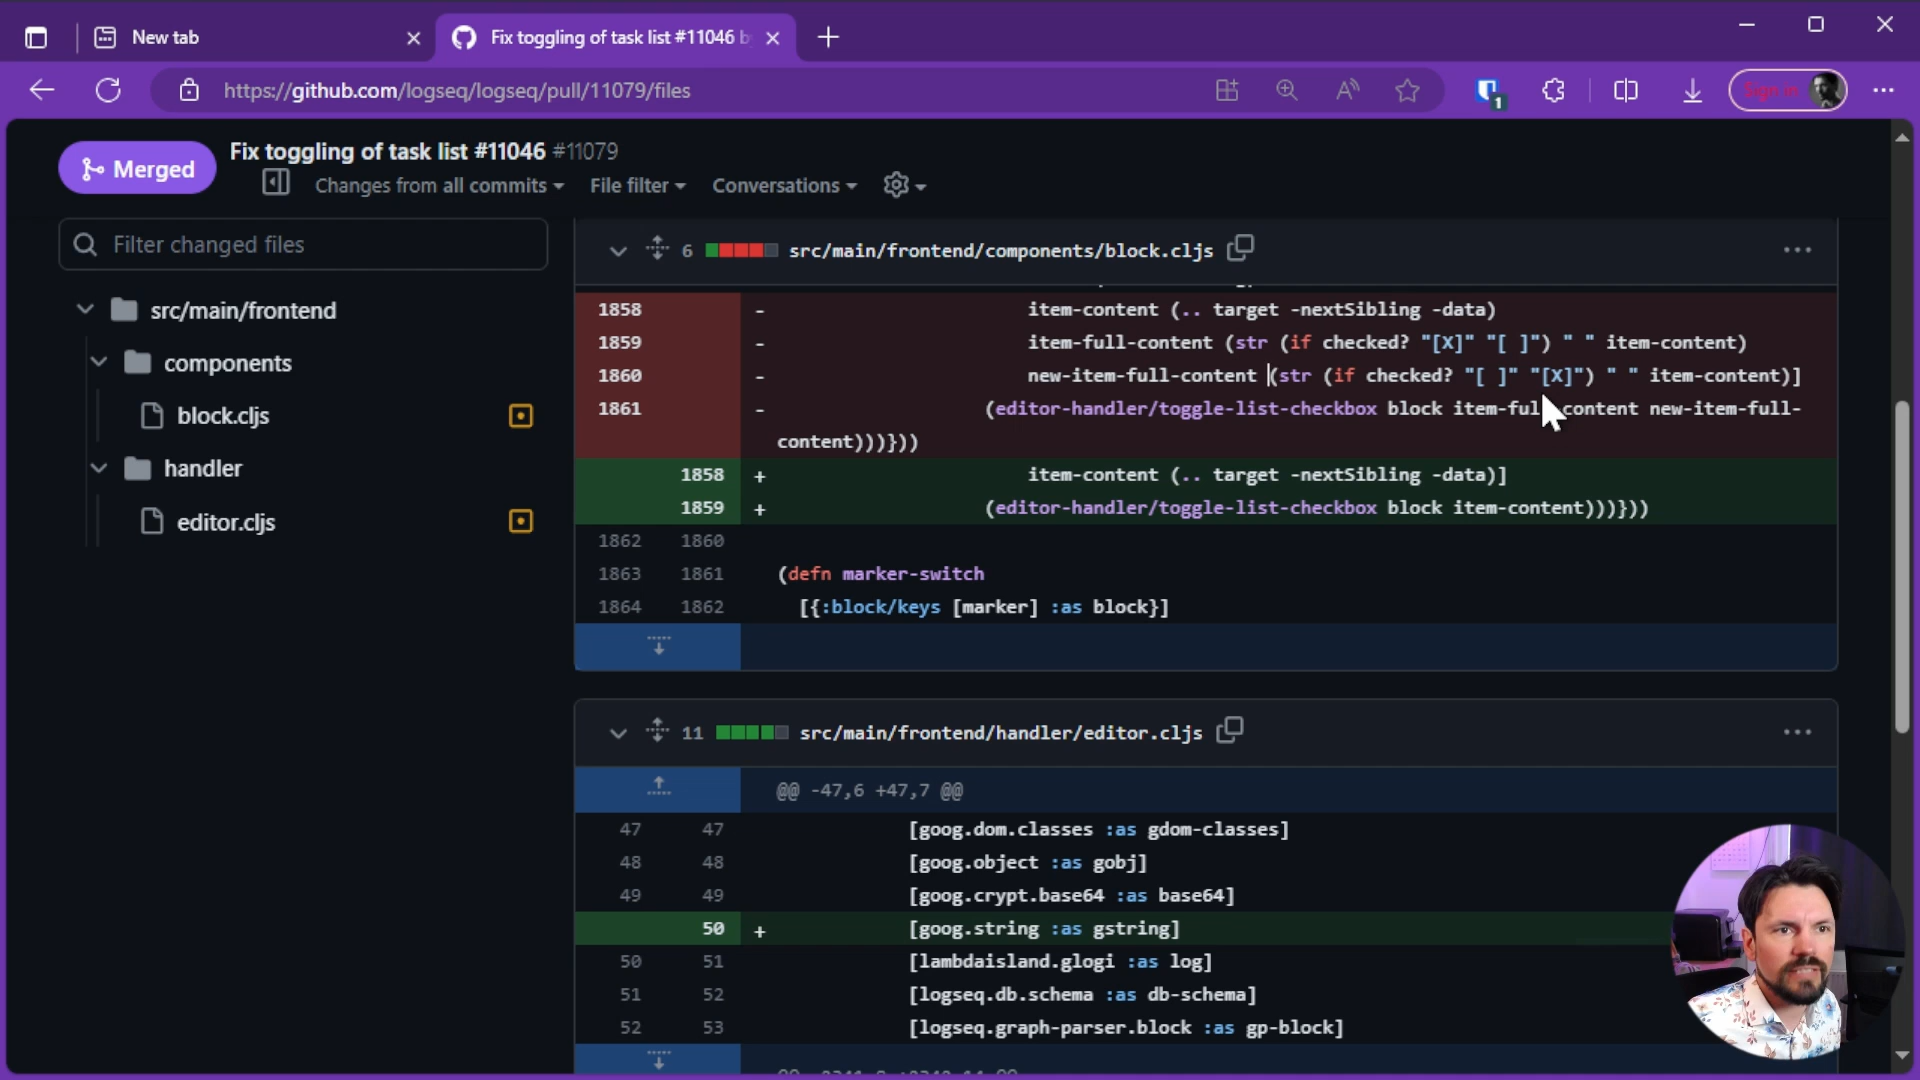 New tab
Fix toggling of task list #11046 b
https://github.com/logseq/logseq/pull/11079/files
1
Sign in
Merged
Fix toggling of task list #11046 #11079
Changes from all commits
File filter
Conversations
Filter changed files
src/main/frontend
components
block.cljs
handler
editor.cljs
6 src/main/frontend/components/block.cljs
1858 - item-content (.. target -nextSibling -data)
1859 - item-full-content (str (if checked? "[X]" "[ ]") " " item-content)
1860 - new-item-full-content (str (if checked? "[ ]" "[X]") " " item-content)]
1861 - (editor-handler/toggle-list-checkbox block item-full-content new-item-full-
content)))}))
1858 + item-content (.. target -nextSibling -data)]
1859 + (editor-handler/toggle-list-checkbox block item-content)))}))
1862 1860
1863 1861 (defn marker-switch
1864 1862 [{:block/keys [marker] :as block}]
11 src/main/frontend/handler/editor.cljs
@@ -47,6 +47,7 @@
47 47 [goog.dom.classes :as gdom-classes]
48 48 [goog.object :as gobj]
49 49 [goog.crypt.base64 :as base64]
50 + [goog.string :as gstring]
50 51 [lambdaisland.glogi :as log]
51 52 [logseq.db.schema :as db-schema]
52 53 [logseq.graph-parser.block :as gp-block]